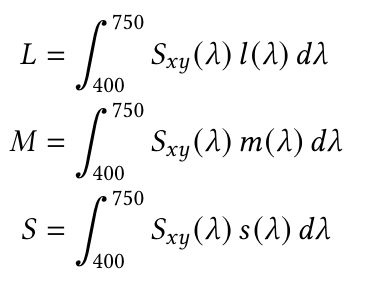 L = ∫_{400}^{750} S_{xy}(λ) l(λ) dλ
M = ∫_{400}^{750} S_{xy}(λ) m(λ) dλ
S = ∫_{400}^{750} S_{xy}(λ) s(λ) dλ